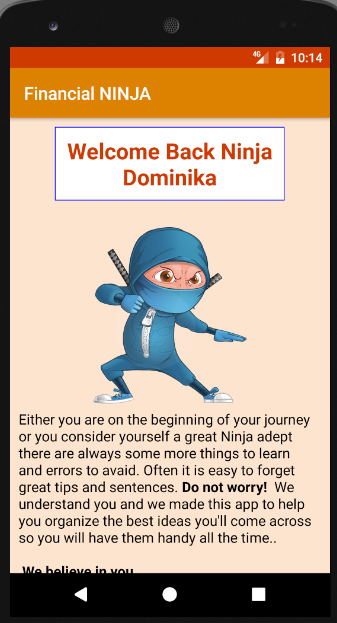 4G 10:14
Financial NINJA
Welcome Back Ninja
Dominika
Either you are on the beginning of your journey
or you consider yourself a great Ninja adept
there are always some more things to learn
and errors to avaid. Often it is easy to forget
great tips and sentences. Do not worry! We
understand you and we made this app to help
you organize the best ideas you'll come across
so you will have them handy all the time..
We believe in you